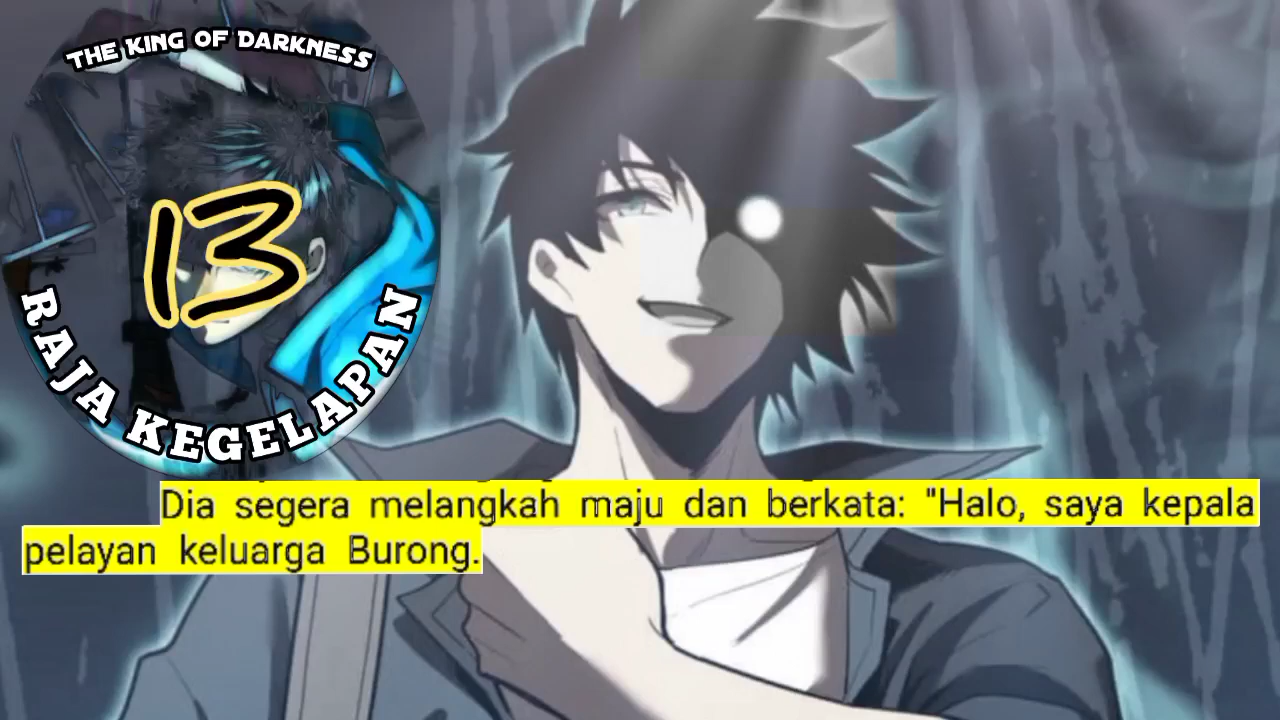 THE KING OF DARKNESS
13
RAJA KEGELAPAN
Dia segera melangkah maju dan berkata: "Halo, saya kepala
pelayan keluarga Burong.